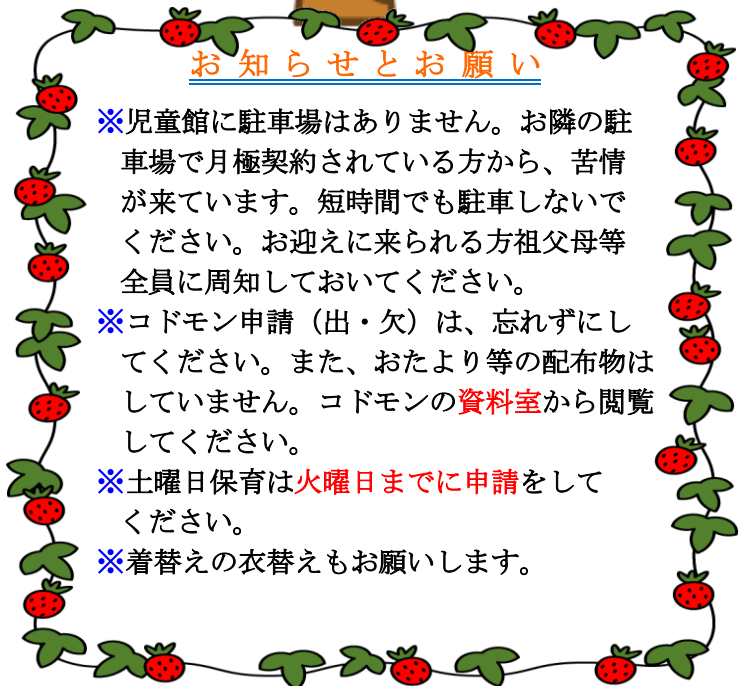 お知らせとお願い
※児童館に駐車場はありません。お隣の駐
車場で月極契約されている方から、苦情
が来ています。短時間でも駐車しないで
ください。お迎えに来られる方祖父母等
全員に周知しておいてください。
※コドモン申請（出・欠）は、忘れずにし
てください。また、おたより等の配布物は
していません。コドモンの資料室から閲覧
してください。
※土曜日保育は火曜日までに申請をして
ください。
※着替えの衣替えもお願いします。